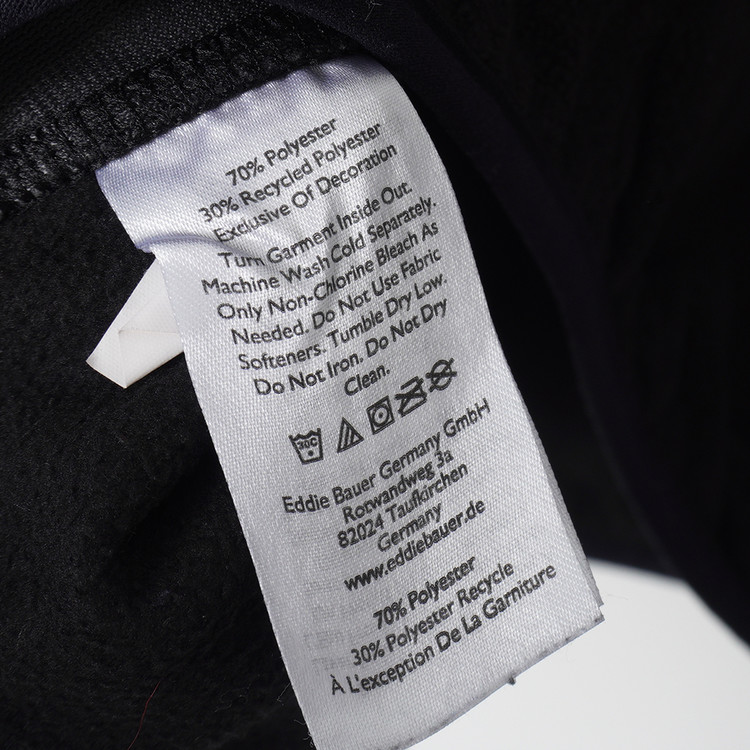 70% Polyester
30% Recycled Polyester
Exclusive Of Decoration
Turn Garment Inside Out.
Machine Wash Cold Separately.
Only Non-Chlorine Bleach As
Needed. Do Not Use Fabric
Softeners. Tumble Dry Low.
Do Not Iron. Do Not Dry
Clean.
30C
Eddie Bauer Germany GmbH
Rotwandweg 3a
82024 Taufkirchen
Germany
www.eddiebauer.de
70% Polyester
30% Polyester Recycle
À L'exception De La Garniture